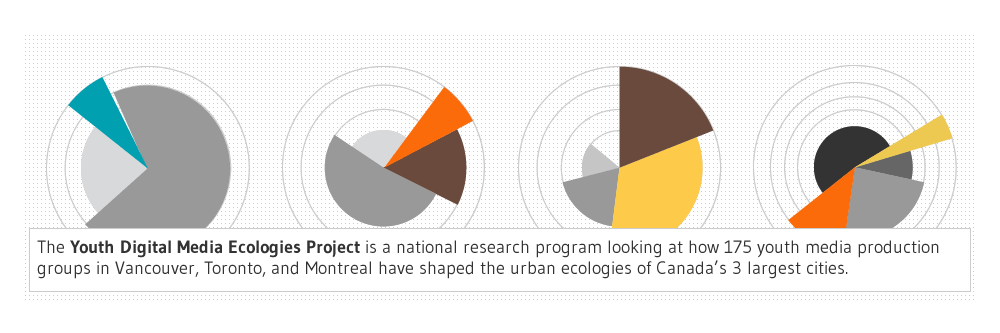 The Youth Digital Media Ecologies Project is a national research program looking at how 175 youth media production
groups in Vancouver, Toronto, and Montreal have shaped the urban ecologies of Canada's 3 largest cities.